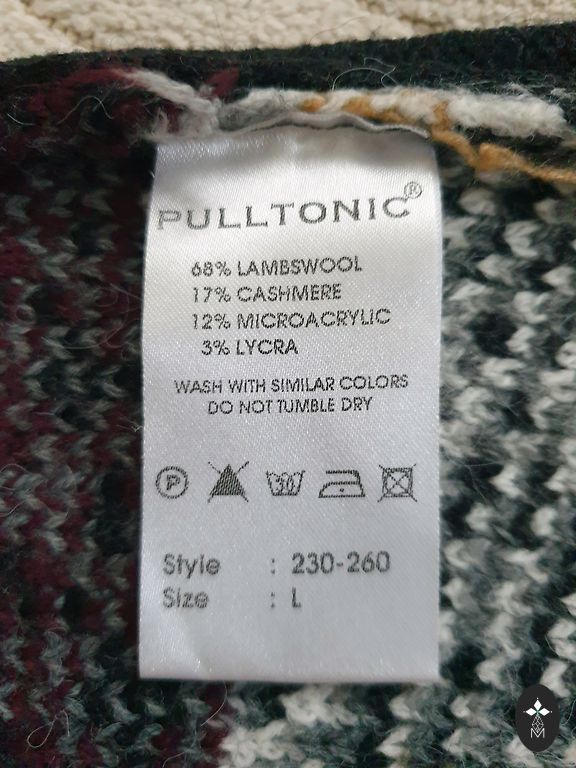 PULLTONIC®
68% LAMBSWOOL
17% CASHMERE
12% MICROACRYLIC
3% LYCRA
WASH WITH SIMILAR COLORS
DO NOT TUMBLE DRY
P 30
Style : 230-260
Size : L
M